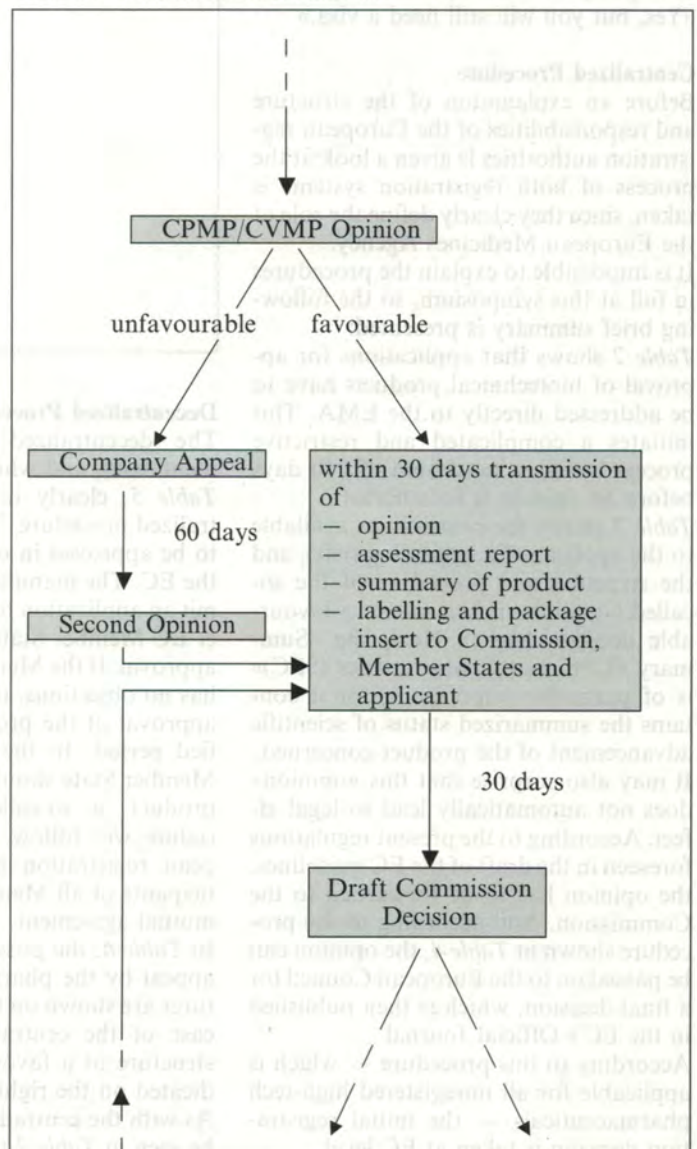 CPMP/CVMP Opinion
unfavourable
favourable
Company Appeal
60 days
Second Opinion
within 30 days transmission
of
— opinion
— assessment report
— summary of product
labelling and package
insert to Commission,
Member States and
applicant
30 days
Draft Commission
Decision